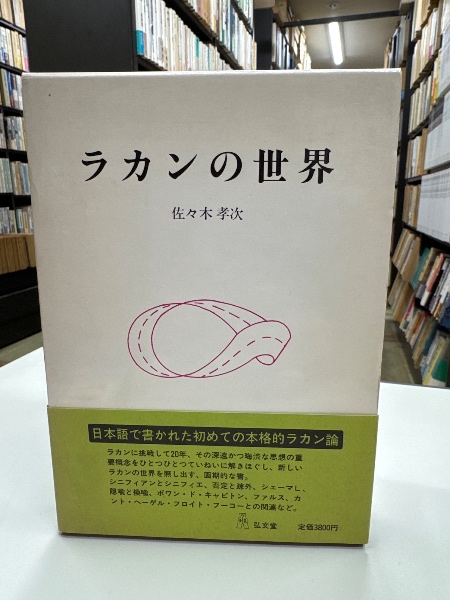 ラカンの世界
佐々木 孝次
日本語で書かれた初めての本格的ラカン論
ラカンに挑戦して20年、その深遠かつ晦渋な思想の重
要概念をひとつひとつていねいに解きほぐし、新しい
ラカンの世界を照し出す、画期的な書。
シニフィアンとシニフィエ、否定と疎外、シェーマL、
隠喩と換喩、ポワン・ド・キャピトン、ファルス、カ
ント・ヘーゲル・フロイト・フーコーとの関連など。
弘文堂 定価3800円